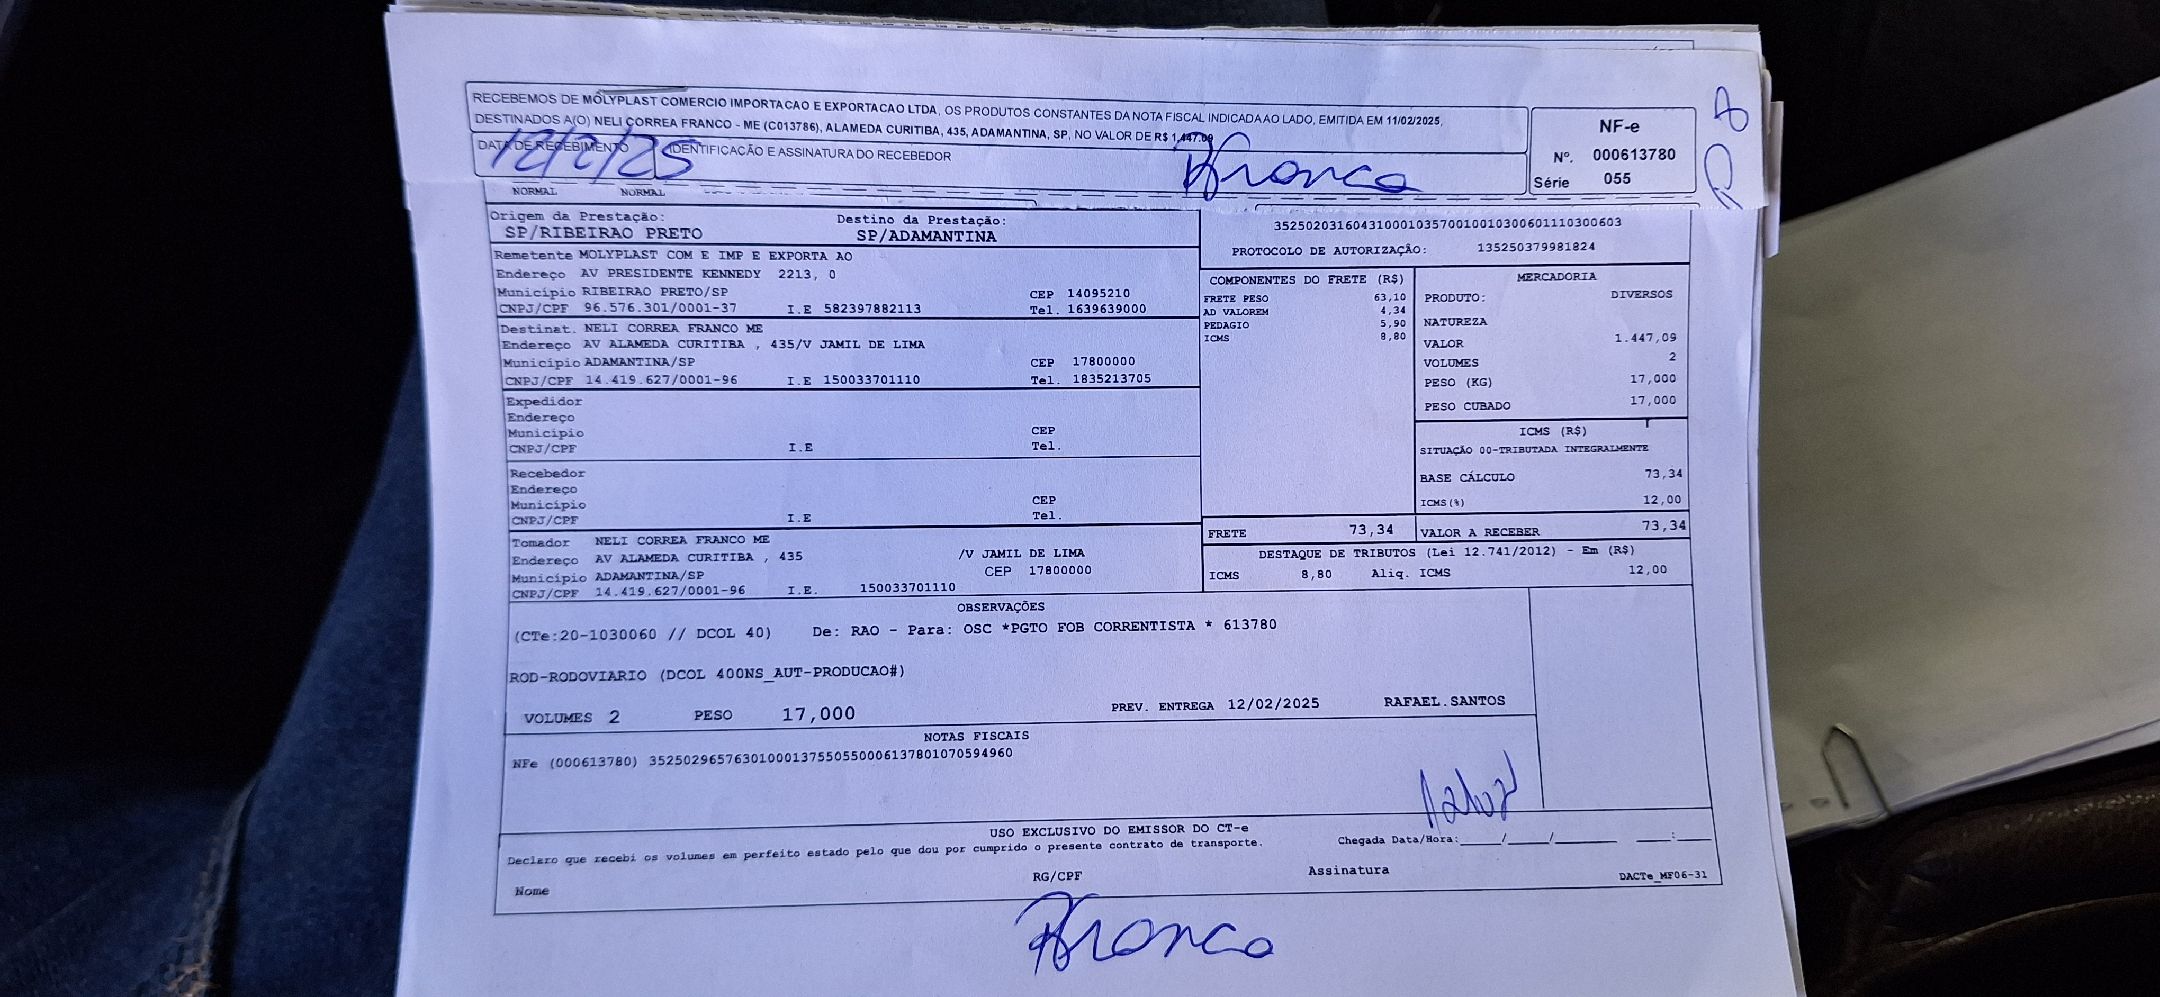 RECEBEMOS DE MOLYPLAST COMERCIO IMPORTACAO E EXPORTACAO LTDA, OS PRODUTOS CONSTANTES DA NOTA FISCAL INDICADA AO LADO, EMITIDA EM 11/02/2025,
DESTINADOS A(O) NELI CORREA FRANCO - ME (C013786), ALAMEDA CURITIBA, 435, ADAMANTINA, SP, NO VALOR DE R$ 1,447.09
DATA DE RECEBIMENTO IDENTIFICAÇÃO E ASSINATURA DO RECEBEDOR
12/2/25
Franco
NF-e
Nº. 000613780
Série 055
NORMAL NORMAL
Origem da Prestação: Destino da Prestação:
SP/RIBEIRAO PRETO SP/ADAMANTINA
Remetente MOLYPLAST COM E IMP E EXPORTA AO
Endereço AV PRESIDENTE KENNEDY 2213, 0
Município RIBEIRAO PRETO/SP CEP 14095210
CNPJ/CPF 96.576.301/0001-37 I.E 582397882113 Tel. 1639639000
Destinat. NELI CORREA FRANCO ME
Endereço AV ALAMEDA CURITIBA , 435/V JAMIL DE LIMA
Município ADAMANTINA/SP CEP 17800000
CNPJ/CPF 14.419.627/0001-96 I.E 150033701110 Tel. 1835213705
Expedidor
Endereço
Município CEP
CNPJ/CPF I.E Tel.
Recebedor
Endereço
Município CEP
CNPJ/CPF I.E Tel.
Tomador NELI CORREA FRANCO ME
Endereço AV ALAMEDA CURITIBA , 435 /V JAMIL DE LIMA
Município ADAMANTINA/SP CEP 17800000
CNPJ/CPF 14.419.627/0001-96 I.E. 150033701110
35250203160431000103570010010300601110300603
PROTOCOLO DE AUTORIZAÇÃO: 135250379981824
COMPONENTES DO FRETE (R$)
FRETE PESO 63,10
AD VALOREM 4,34
PEDAGIO 5,90
ICMS 8,80
MERCADORIA
PRODUTO: DIVERSOS
NATUREZA
VALOR 1.447,09
VOLUMES 2
PESO (KG) 17,000
PESO CUBADO 17,000
ICMS (R$)
SITUAÇÃO 00-TRIBUTADA INTEGRALMENTE
BASE CÁLCULO 73,34
ICMS(%) 12,00
FRETE 73,34 VALOR A RECEBER 73,34
DESTAQUE DE TRIBUTOS (Lei 12.741/2012) - Em (R$)
ICMS 8,80 Aliq. ICMS 12,00
OBSERVAÇÕES
(CTe:20-1030060 // DCOL 40) De: RAO - Para: OSC *PGTO FOB CORRENTISTA * 613780
ROD-RODOVIARIO (DCOL 400NS_AUT-PRODUCAO#)
VOLUMES 2 PESO 17,000 PREV. ENTREGA 12/02/2025 RAFAEL.SANTOS
NOTAS FISCAIS
NFe (000613780) 35250296576301000137550550006137801070594960
USO EXCLUSIVO DO EMISSOR DO CT-e
Declaro que recebi os volumes em perfeito estado pelo que dou por cumprido o presente contrato de transporte. Chegada Data/Hora:____/____/______ ___:___
Nome RG/CPF Assinatura DACTe_MF06-31
Franco